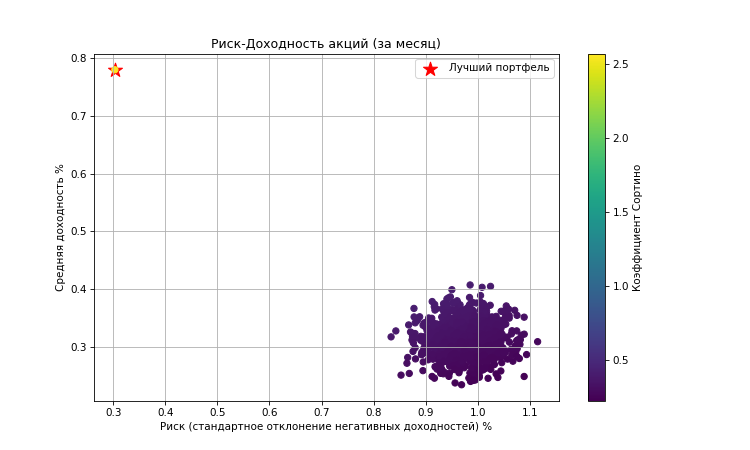 Риск-Доходность акций (за месяц)
Лучший портфель
Средняя доходность %
0.8
0.7
0.6
0.5
0.4
0.3
0.3 0.4 0.5 0.6 0.7 0.8 0.9 1.0 1.1
Риск (стандартное отклонение негативных доходностей) %
2.5
2.0
1.5
1.0
0.5
Коэффициент Сортино